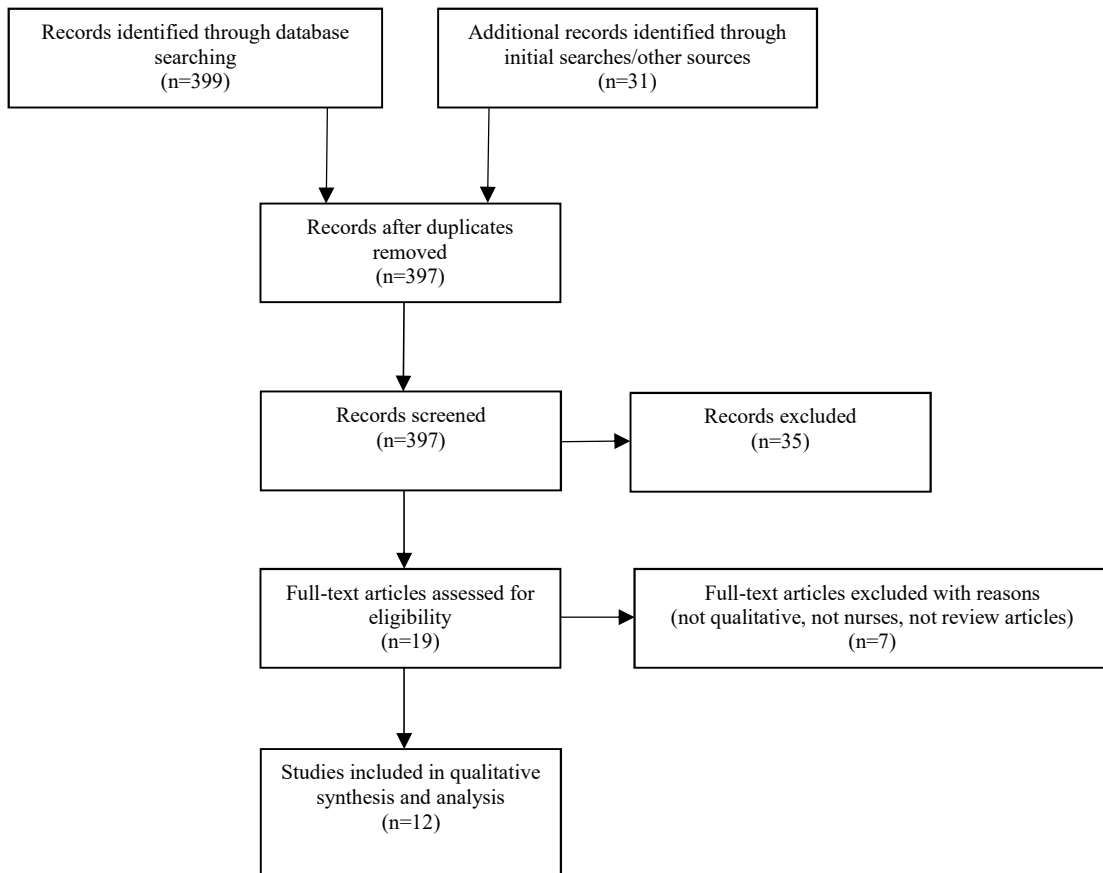 Records identified through database
searching
(n=399)
Additional records identified through
initial searches/other sources
(n=31)
Records after duplicates
removed
(n=397)
Records screened
(n=397)
Records excluded
(n=35)
Full-text articles assessed for
eligibility
(n=19)
Full-text articles excluded with reasons
(not qualitative, not nurses, not review articles)
(n=7)
Studies included in qualitative
synthesis and analysis
(n=12)